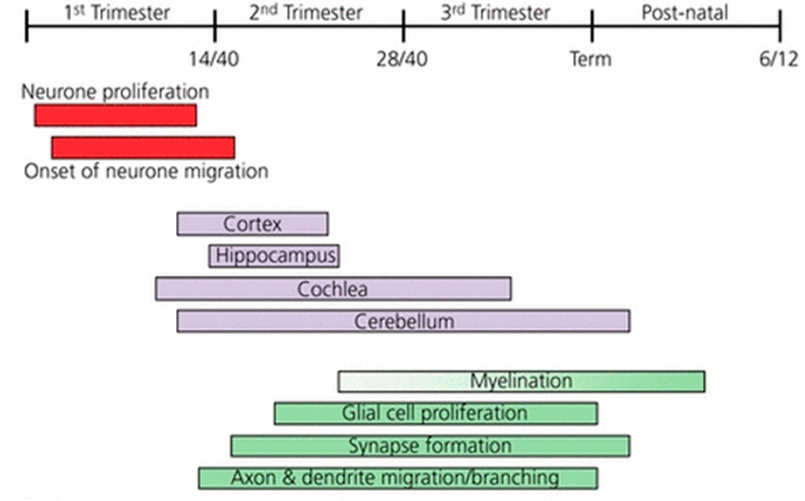 1st Trimester 2nd Trimester 3rd Trimester Post-natal
14/40 28/40 Term 6/12
Neurone proliferation
Onset of neurone migration
Cortex
Hippocampus
Cochlea
Cerebellum
Myelination
Glial cell proliferation
Synapse formation
Axon & dendrite migration/branching